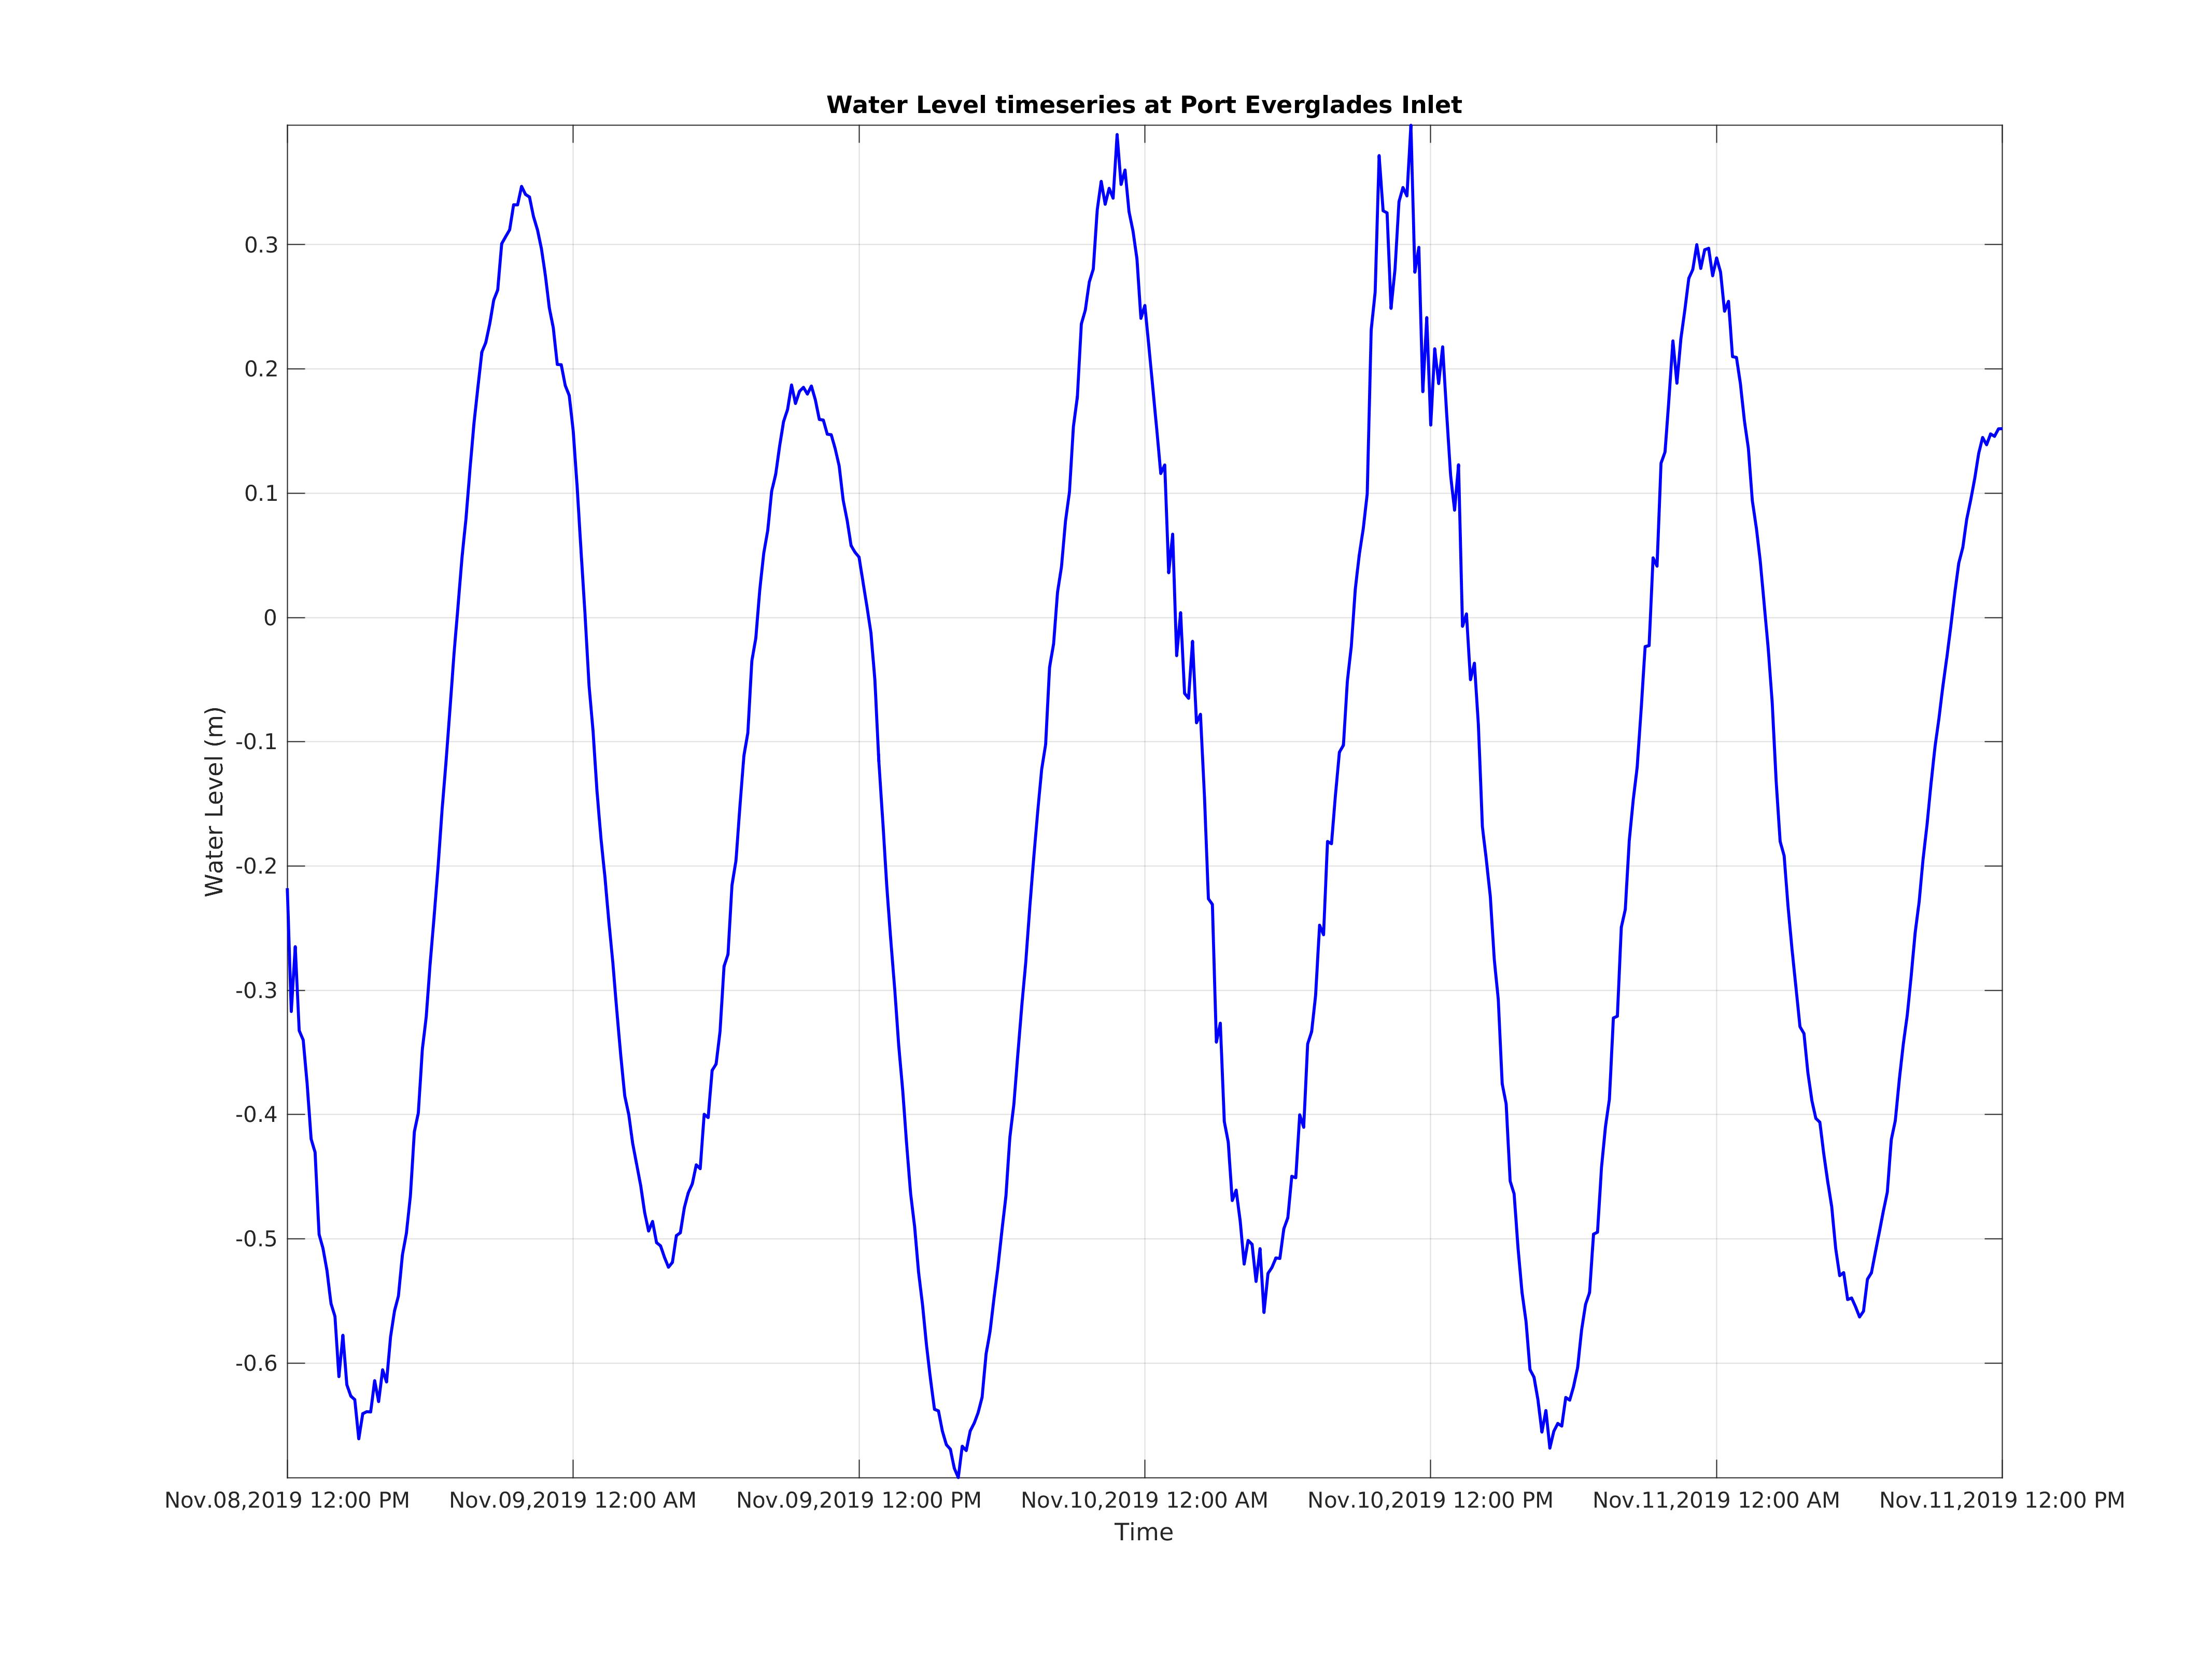 Water Level timeseries at Port Everglades Inlet
0.3
0.2
0.1
0
-0.1
-0.2
-0.3
-0.4
-0.5
-0.6
Water Level (m)
Nov.08,2019 12:00 PM Nov.09,2019 12:00 AM Nov.09,2019 12:00 PM Nov.10,2019 12:00 AM Nov.10,2019 12:00 PM Nov.11,2019 12:00 AM Nov.11,2019 12:00 PM
Time